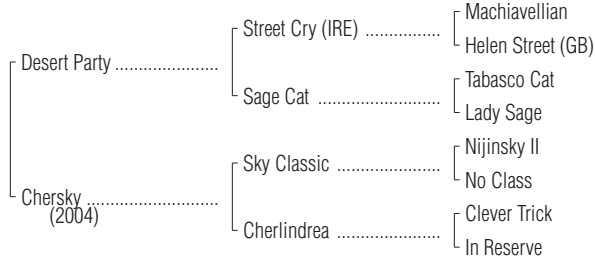 Machiavellian
Street Cry (IRE) ..................
Helen Street (GB)
Desert Party ......................
Tabasco Cat
Sage Cat ..........................
Lady Sage
Nijinsky II
Sky Classic .......................
No Class
Chersky ............................
(2004)
Clever Trick
Cherlindrea ......................
In Reserve